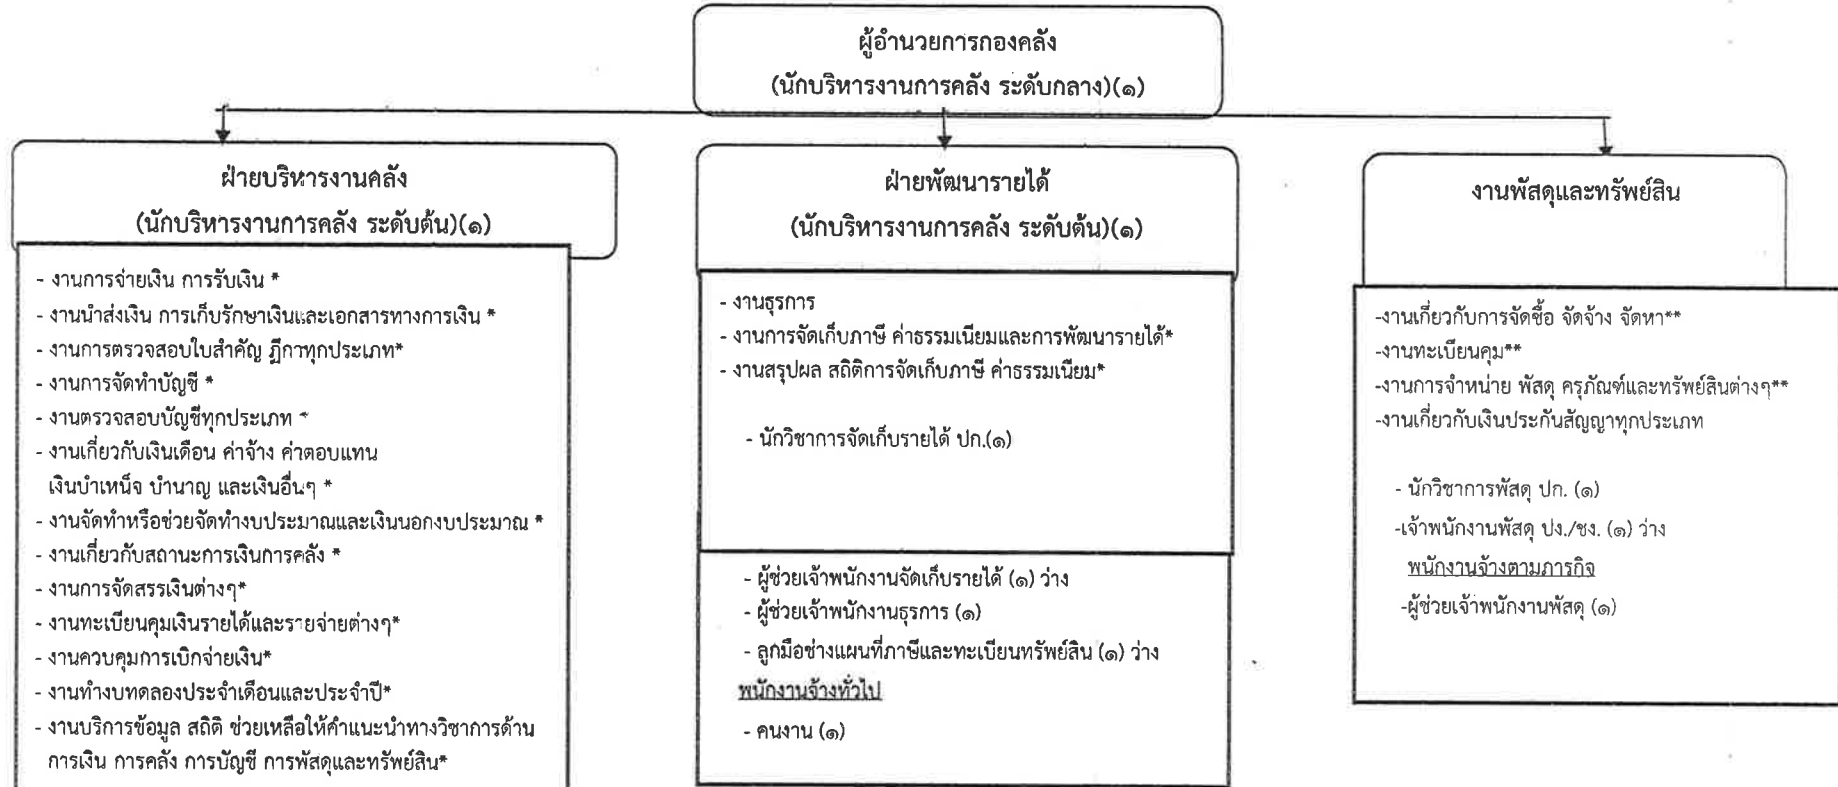 ผู้อำนวยการกองคลัง
(นักบริหารงานการคลัง ระดับกลาง)(๑)
ฝ่ายบริหารงานคลัง
(นักบริหารงานการคลัง ระดับต้น)(๑)
- งานการจ่ายเงิน การรับเงิน *
- งานนำส่งเงิน การเก็บรักษาเงินและเอกสารทางการเงิน *
- งานการตรวจสอบใบสำคัญ ฎีกาทุกประเภท*
- งานการจัดทำบัญชี *
- งานตรวจสอบบัญชีทุกประเภท *
- งานเกี่ยวกับเงินเดือน ค่าจ้าง ค่าตอบแทน
เงินบำเหน็จ บำนาญ และเงินอื่นๆ *
- งานจัดทำหรือช่วยจัดทำงบประมาณและเงินนอกงบประมาณ *
- งานเกี่ยวกับสถานะการเงินการคลัง *
- งานการจัดสรรเงินต่างๆ*
- งานทะเบียนคุมเงินรายได้และรายจ่ายต่างๆ*
- งานควบคุมการเบิกจ่ายเงิน*
- งานทำงบทดลองประจำเดือนและประจำปี*
- งานบริการข้อมูล สถิติ ช่วยเหลือให้คำแนะนำทางวิชาการด้าน
การเงิน การคลัง การบัญชี การพัสดุและทรัพย์สิน*
ฝ่ายพัฒนารายได้
(นักบริหารงานการคลัง ระดับต้น)(๑)
- งานธุรการ
- งานการจัดเก็บภาษี ค่าธรรมเนียมและการพัฒนารายได้*
- งานสรุปผล สถิติการจัดเก็บภาษี ค่าธรรมเนียม*
- นักวิชาการจัดเก็บรายได้ ปก.(๑)
- ผู้ช่วยเจ้าพนักงานจัดเก็บรายได้ (๑) ว่าง
- ผู้ช่วยเจ้าพนักงานธุรการ (๑)
- ลูกมือช่างแผนที่ภาษีและทะเบียนทรัพย์สิน (๑) ว่าง
พนักงานจ้างทั่วไป
- คนงาน (๑)
งานพัสดุและทรัพย์สิน
-งานเกี่ยวกับการจัดซื้อ จัดจ้าง จัดหา**
-งานทะเบียนคุม**
-งานการจำหน่าย พัสดุ ครุภัณฑ์และทรัพย์สินต่างๆ**
-งานเกี่ยวกับเงินประกันสัญญาทุกประเภท
- นักวิชาการพัสดุ ปก. (๑)
-เจ้าพนักงานพัสดุ ปง./ชง. (๑) ว่าง
พนักงานจ้างตามภารกิจ
-ผู้ช่วยเจ้าพนักงานพัสดุ (๑)